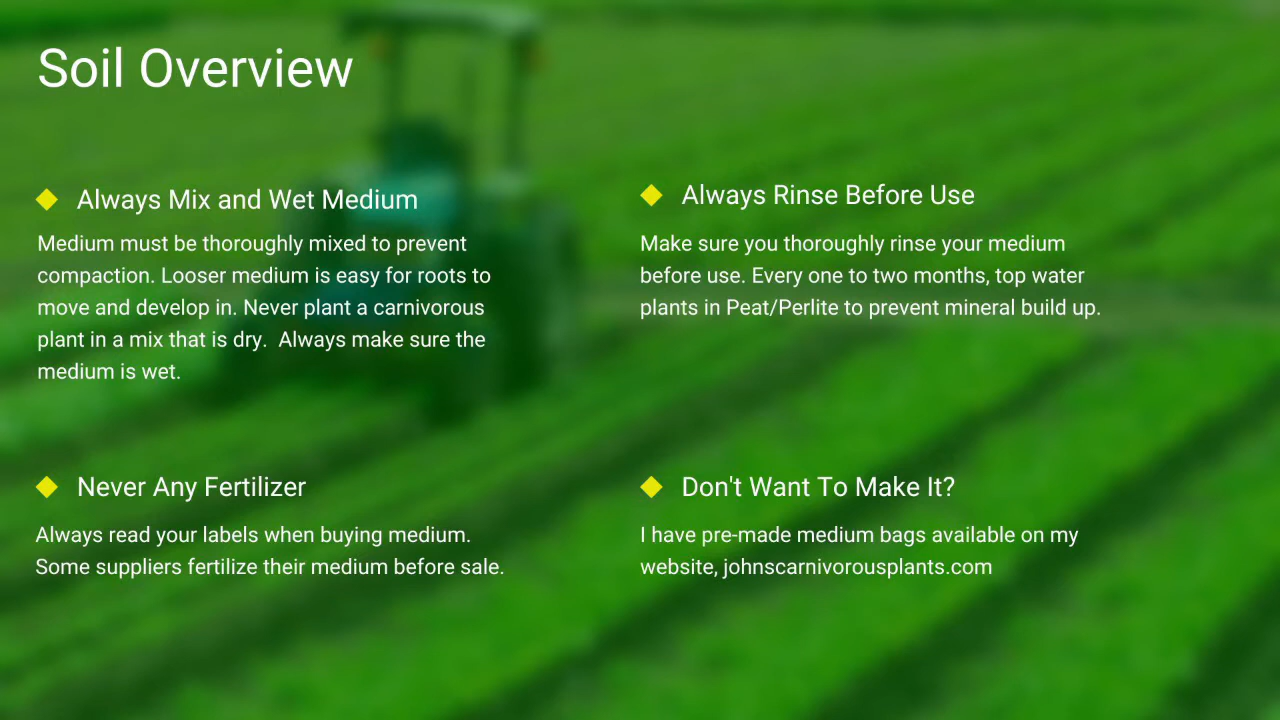 Soil Overview
Always Mix and Wet Medium
Medium must be thoroughly mixed to prevent
compaction. Looser medium is easy for roots to
move and develop in. Never plant a carnivorous
plant in a mix that is dry.  Always make sure the
medium is wet.
Always Rinse Before Use
Make sure you thoroughly rinse your medium
before use. Every one to two months, top water
plants in Peat/Perlite to prevent mineral build up.
Never Any Fertilizer
Always read your labels when buying medium.
Some suppliers fertilize their medium before sale.
Don't Want To Make It?
I have pre-made medium bags available on my
website, johnscarnivorousplants.com